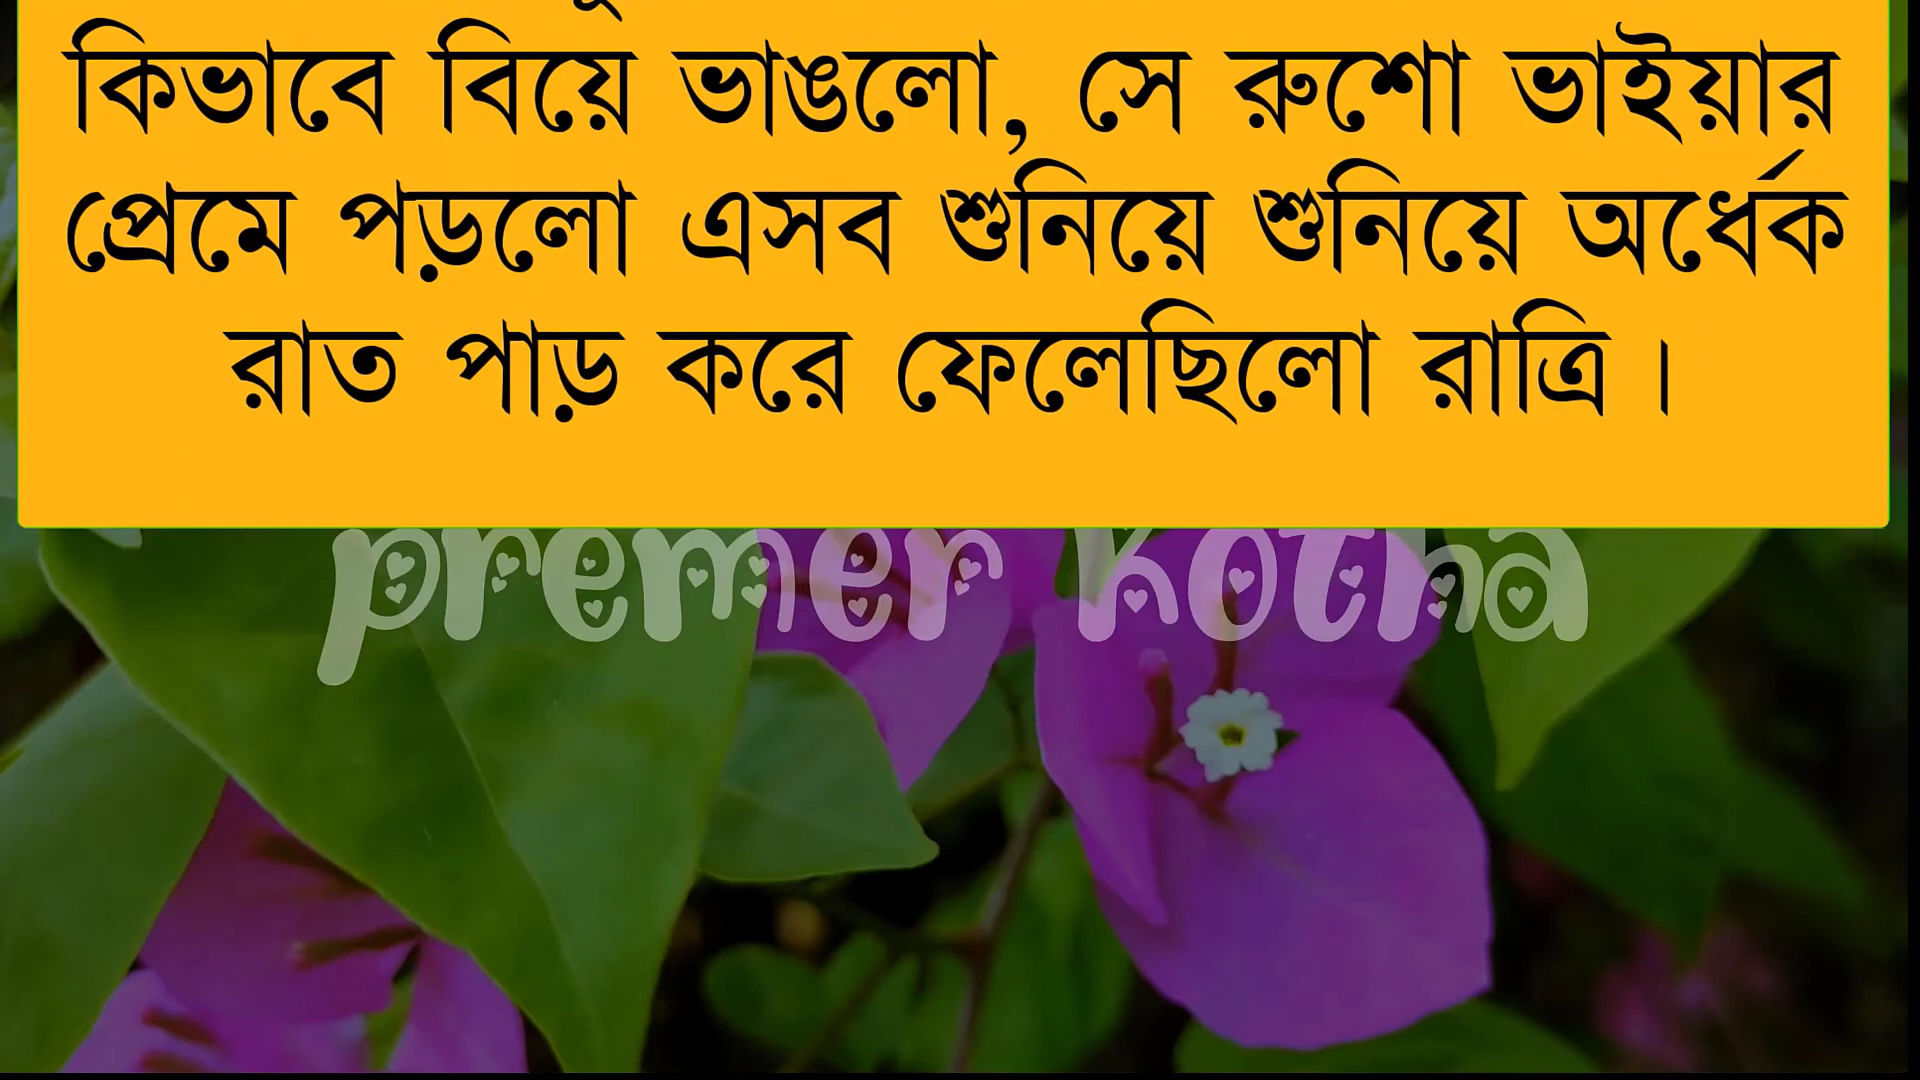 কিভাবে বিয়ে ভাঙলো, সে রুশো ভাইয়ার
প্রেমে পড়লো এসব শুনিয়ে শুনিয়ে অর্ধেক
রাত পাড় করে ফেলেছিলো রাত্রি।
premer kotha